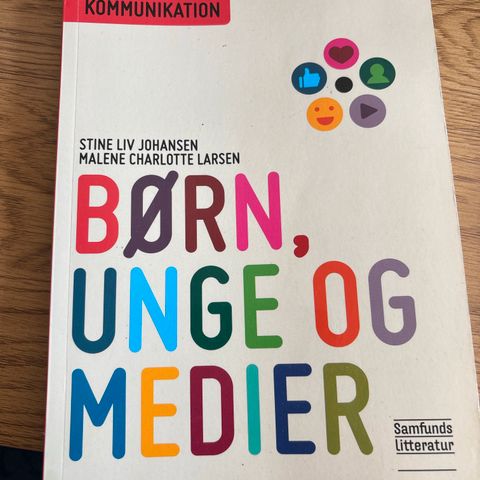 KOMMUNIKATION
STINE LIV JOHANSEN
MALENE CHARLOTTE LARSEN
BØRN,
UNGE OG
MEDIER
Samfunds
litteratur